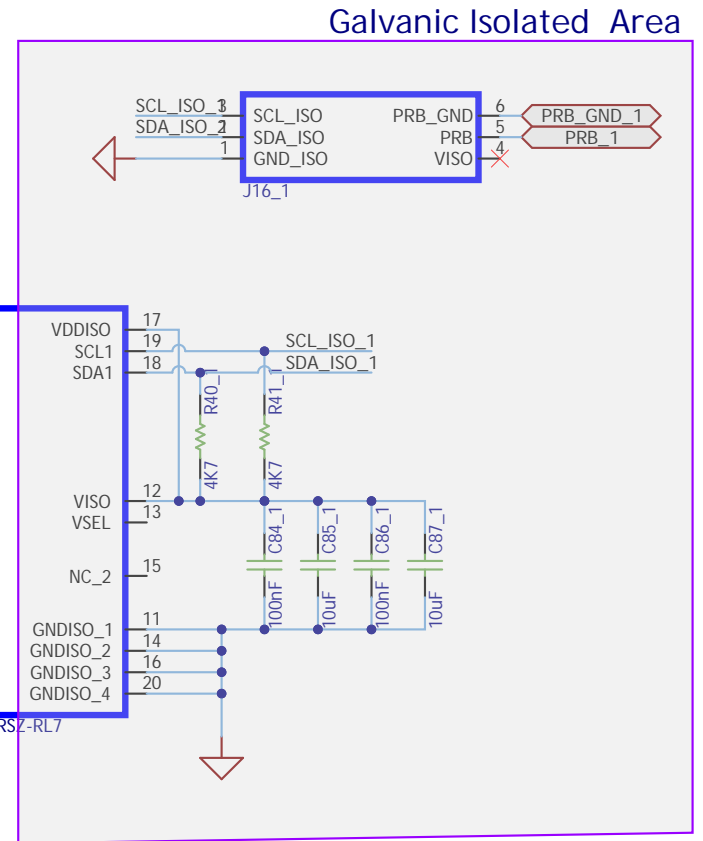 Galvanic Isolated Area
SCL_ISO_1 3 SCL_ISO PRB_GND 6 PRB_GND_1
SDA_ISO_1 2 SDA_ISO PRB 5 PRB_1
1 GND_ISO VISO 4
J16_1
VDDISO 17
SCL1 19 SCL_ISO_1
SDA1 18 SDA_ISO_1
R40_1 R41_1
4K7 4K7
VISO 12
VSEL 13
C84_1 C85_1 C86_1 C87_1
NC_2 15
100nF 10uF 100nF 10uF
GNDISO_1 11
GNDISO_2 14
GNDISO_3 16
GNDISO_4 20
RSZ-RL7